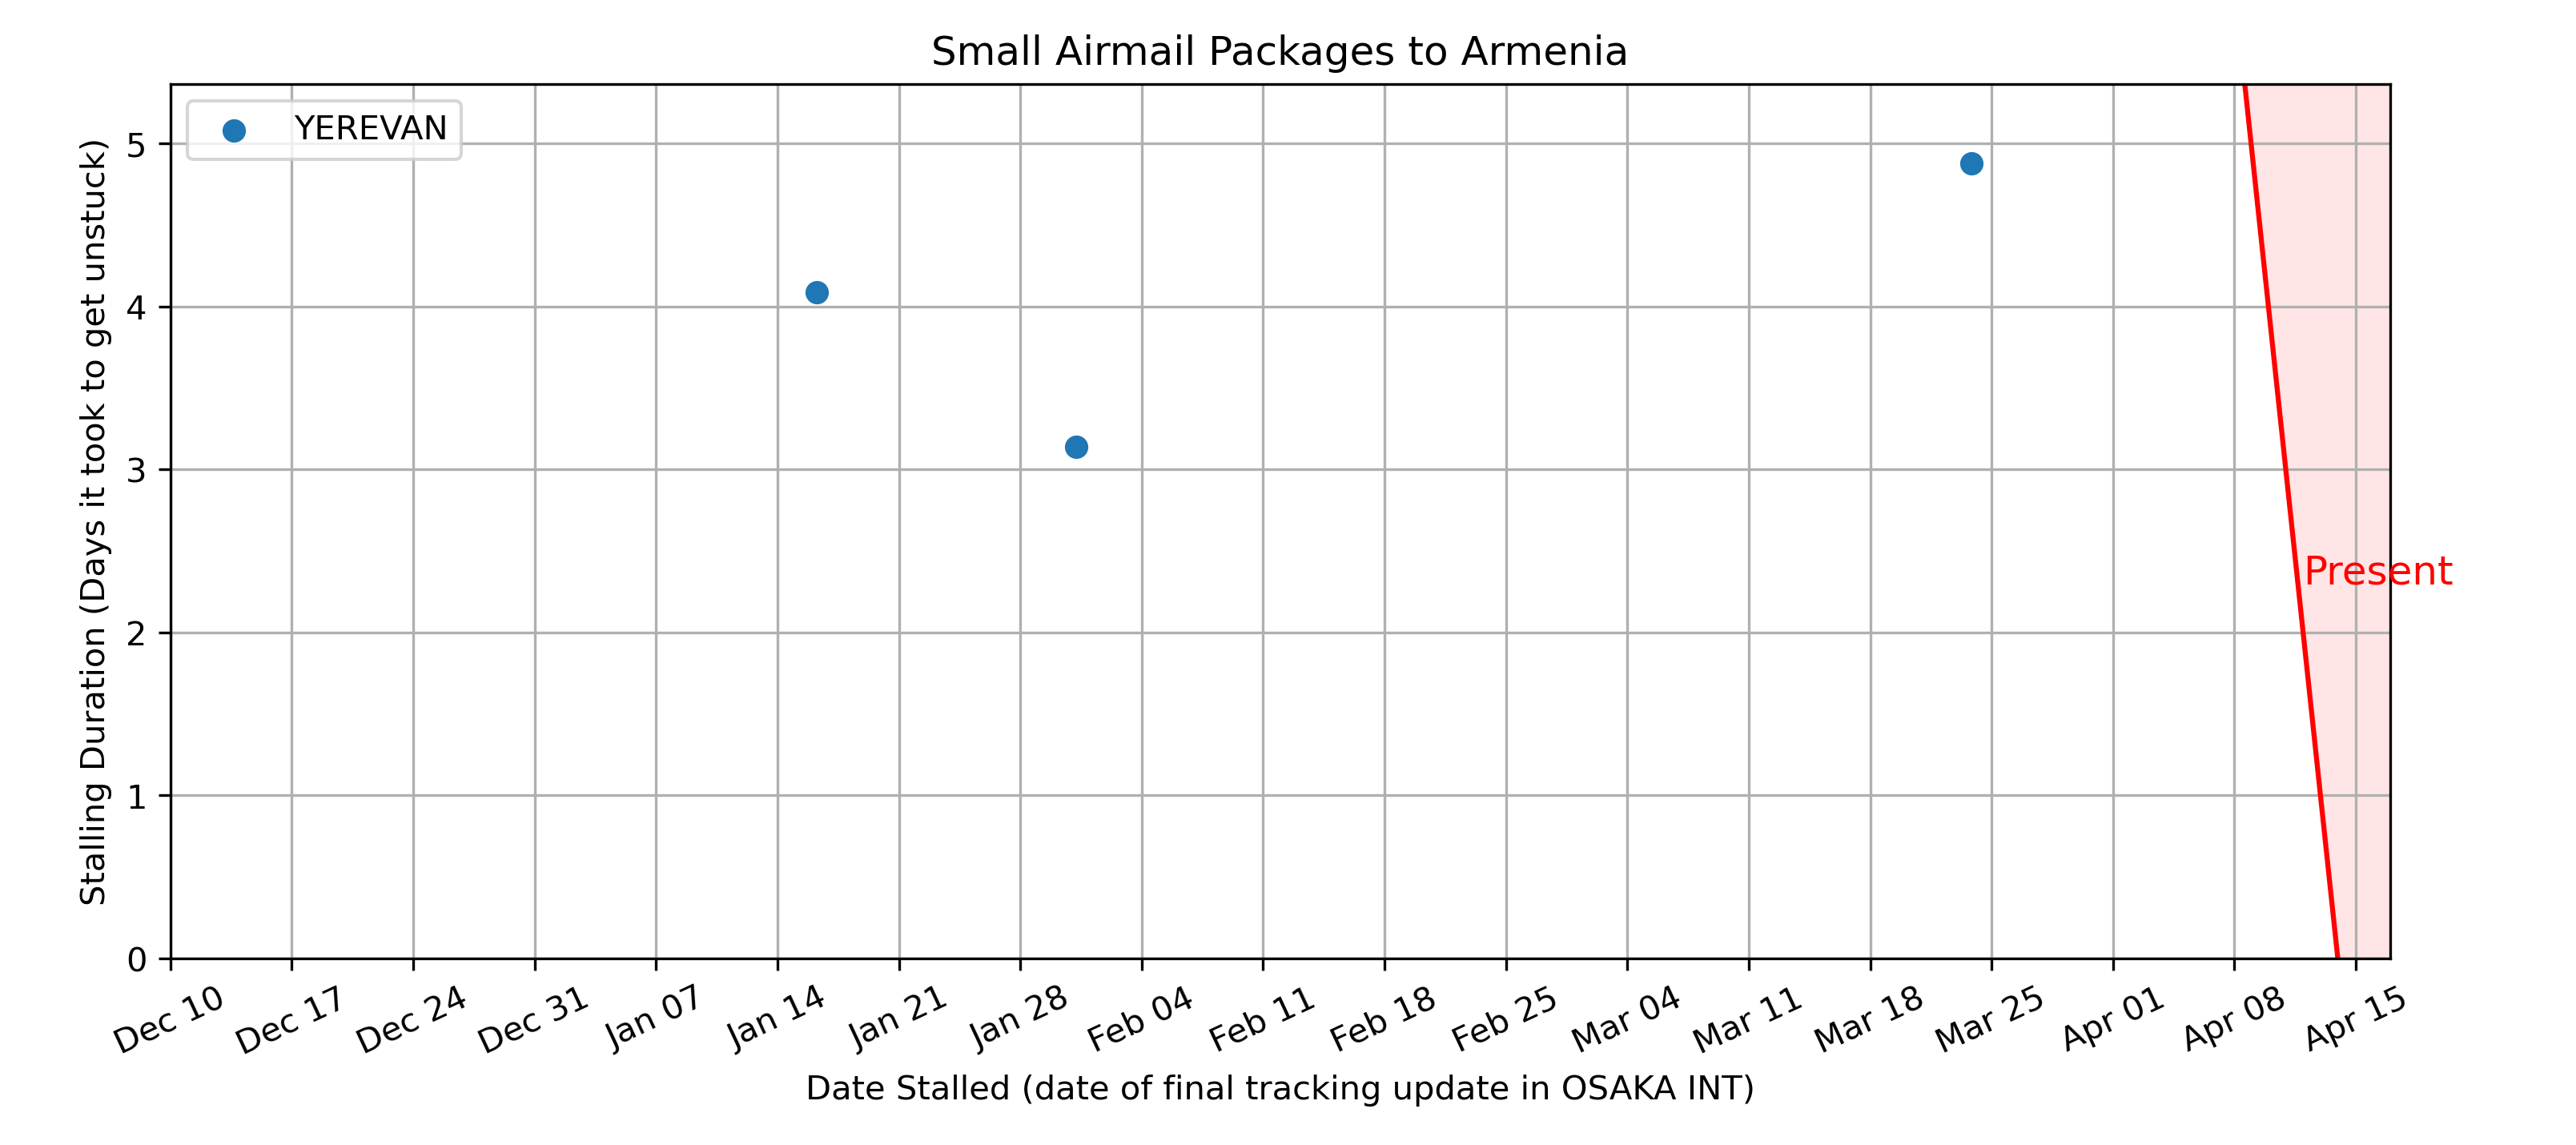 Small Airmail Packages to Armenia
YEREVAN
Stalling Duration (Days it took to get unstuck)
5
4
3
2
1
0
Present
Dec 10
Dec 17
Dec 24
Dec 31
Jan 07
Jan 14
Jan 21
Jan 28
Feb 04
Feb 11
Feb 18
Feb 25
Mar 04
Mar 11
Mar 18
Mar 25
Apr 01
Apr 08
Apr 15
Date Stalled (date of final tracking update in OSAKA INT)